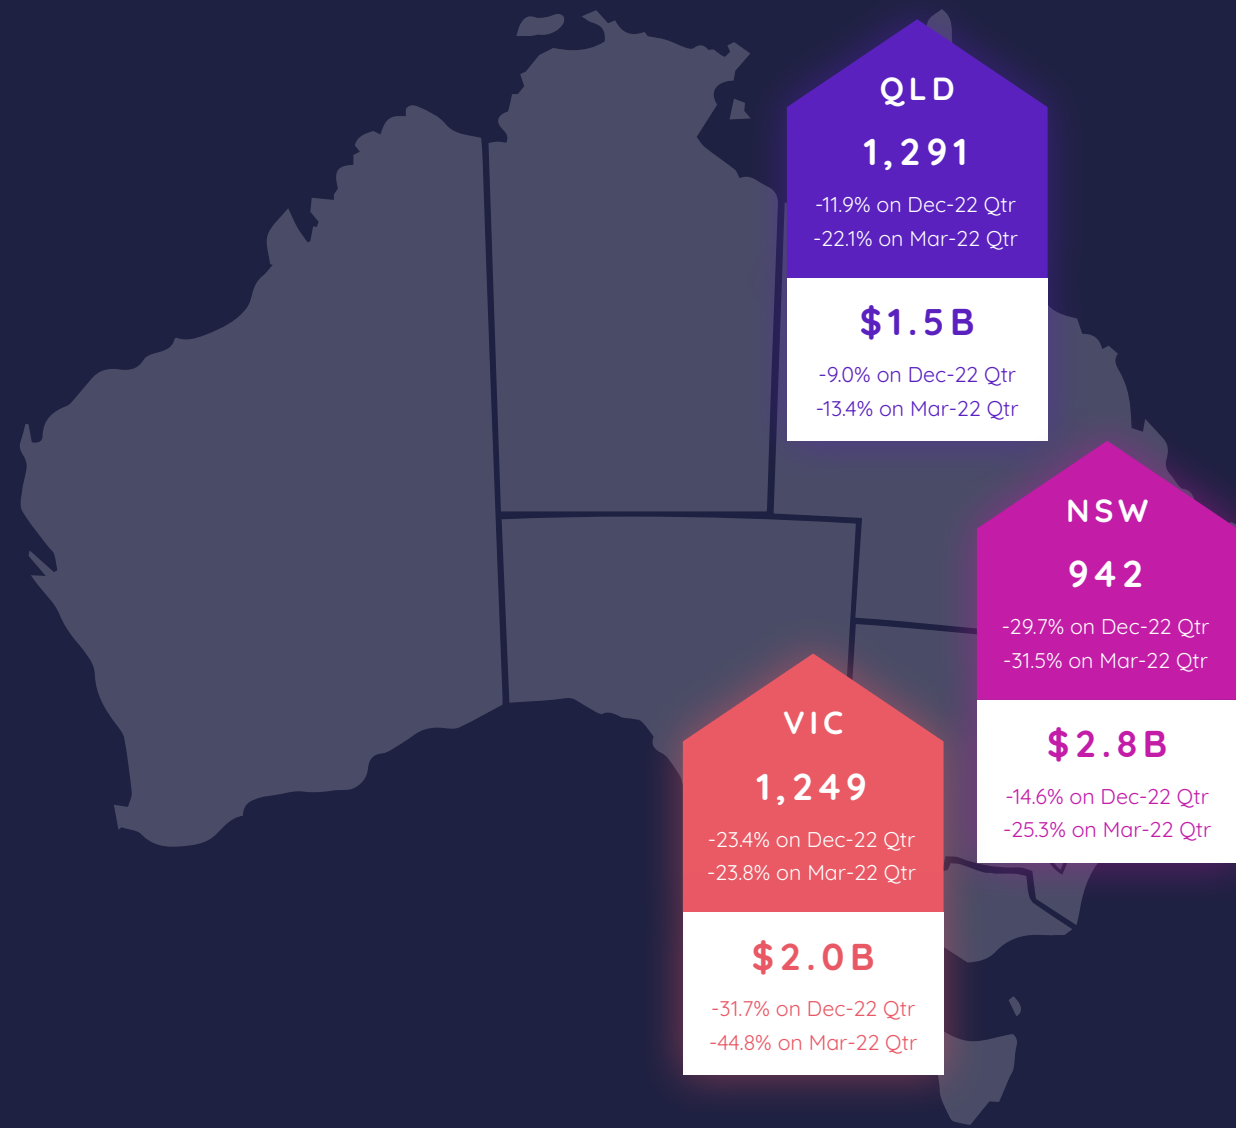 QLD
1,291
-11.9% on Dec-22 Qtr
-22.1% on Mar-22 Qtr
$1.5B
-9.0% on Dec-22 Qtr
-13.4% on Mar-22 Qtr
NSW
942
-29.7% on Dec-22 Qtr
-31.5% on Mar-22 Qtr
$2.8B
-14.6% on Dec-22 Qtr
-25.3% on Mar-22 Qtr
VIC
1,249
-23.4% on Dec-22 Qtr
-23.8% on Mar-22 Qtr
$2.0B
-31.7% on Dec-22 Qtr
-44.8% on Mar-22 Qtr